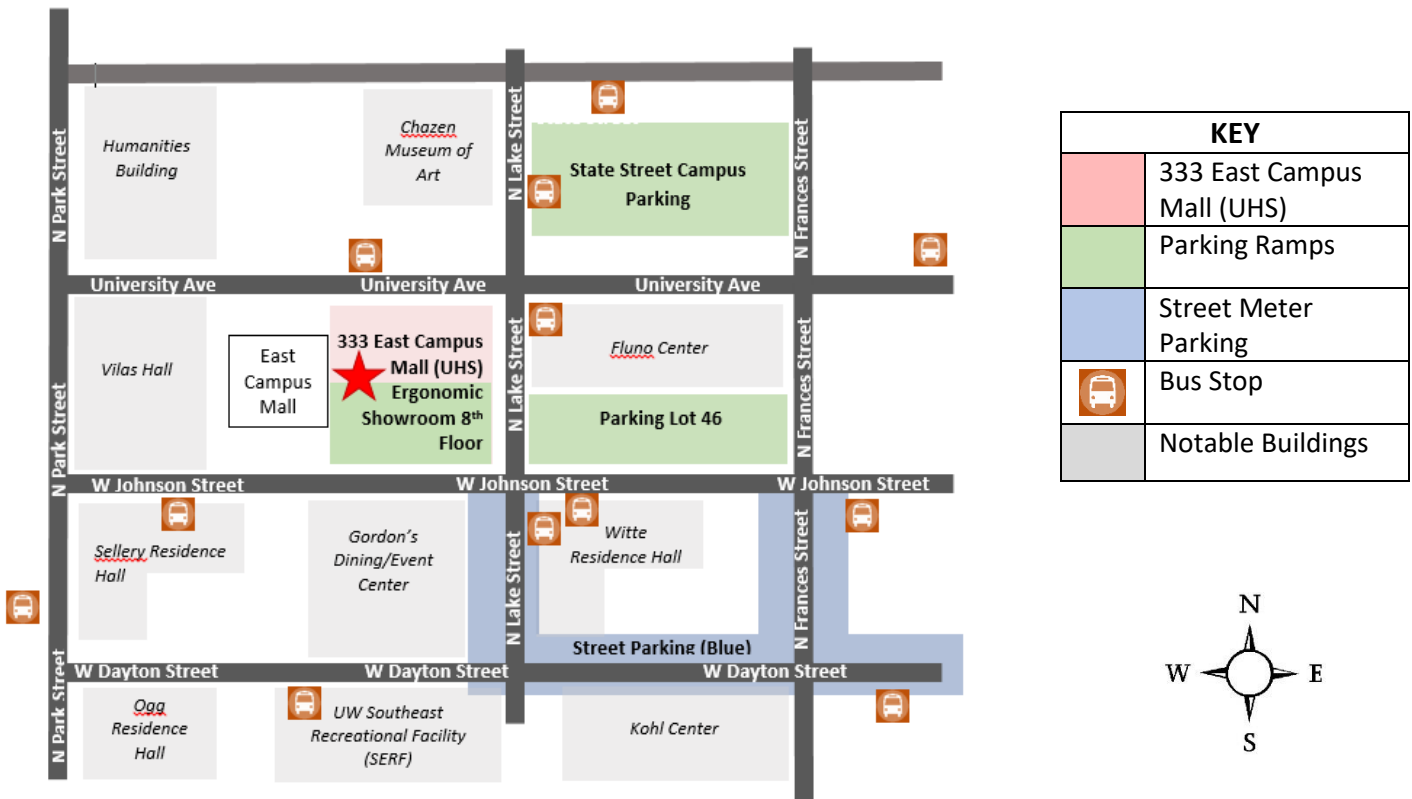 N Park Street
N Lake Street
N Frances Street
Humanities
Building
Chazen
Museum of
Art
State Street Campus
Parking
University Ave
University Ave
University Ave
N Park Street
Vilas Hall
East
Campus
Mall
333 East Campus
Mall (UHS)
Ergonomic
Showroom 8th
Floor
N Lake Street
Fluno Center
Parking Lot 46
N Frances Street
W Johnson Street
W Johnson Street
W Johnson Street
Sellery Residence
Hall
Gordon's
Dining/Event
Center
N Lake Street
Witte
Residence Hall
N Frances Street
Street Parking (Blue)
W Dayton Street
W Dayton Street
W Dayton Street
N Park Street
Ogg
Residence
Hall
UW Southeast
Recreational Facility
(SERF)
Kohl Center
KEY
333 East Campus
Mall (UHS)
Parking Ramps
Street Meter
Parking
Bus Stop
Notable Buildings
N
W
E
S